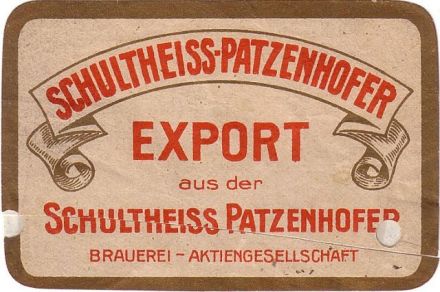 SCHULTHEISS-PATZENHOFER
EXPORT
aus der
SCHULTHEISS PATZENHOFER
BRAUEREI - AKTIENGESELLSCHAFT